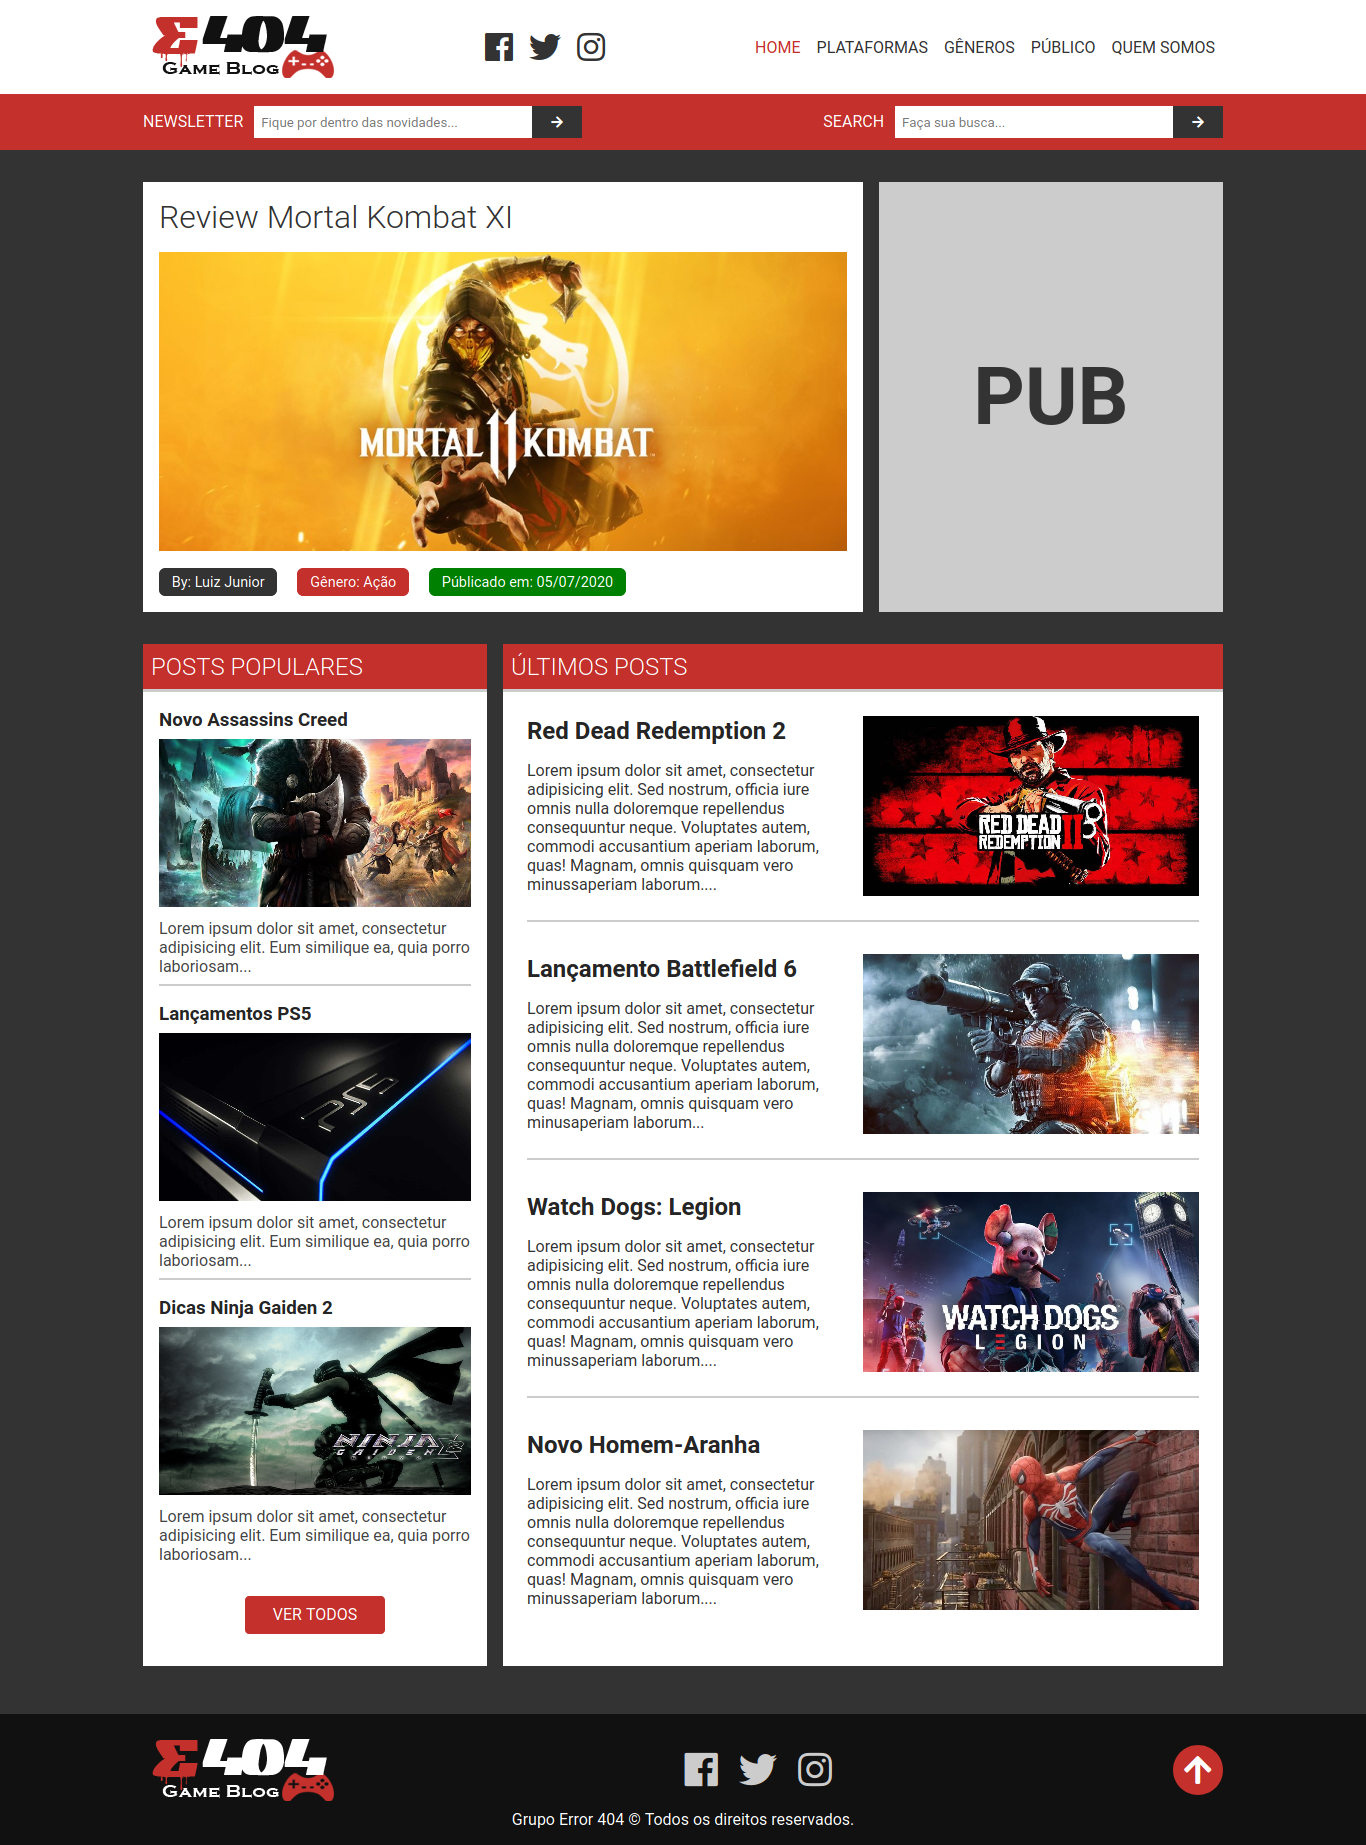 Σ404
Game Blog
HOME PLATAFORMAS GÊNEROS PÚBLICO QUEM SOMOS
NEWSLETTER Fique por dentro das novidades...
SEARCH Faça sua busca...
Review Mortal Kombat XI
MORTAL 11 KOMBAT
By: Luiz Junior Gênero: Ação Públicado em: 05/07/2020
PUB
POSTS POPULARES
Novo Assassins Creed
Lorem ipsum dolor sit amet, consectetur
adipisicing elit. Eum similique ea, quia porro
laboriosam...
Lançamentos PS5
PS5
Lorem ipsum dolor sit amet, consectetur
adipisicing elit. Eum similique ea, quia porro
laboriosam...
Dicas Ninja Gaiden 2
NINJA
GAIDEN 2
Lorem ipsum dolor sit amet, consectetur
adipisicing elit. Eum similique ea, quia porro
laboriosam...
VER TODOS
ÚLTIMOS POSTS
Red Dead Redemption 2
Lorem ipsum dolor sit amet, consectetur
adipisicing elit. Sed nostrum, officia iure
omnis nulla doloremque repellendus
consequuntur neque. Voluptates autem,
commodi accusantium aperiam laborum,
quas! Magnam, omnis quisquam vero
minussaperiam laborum....
RED DEAD
REDEMPTION II
Lançamento Battlefield 6
Lorem ipsum dolor sit amet, consectetur
adipisicing elit. Sed nostrum, officia iure
omnis nulla doloremque repellendus
consequuntur neque. Voluptates autem,
commodi accusantium aperiam laborum,
quas! Magnam, omnis quisquam vero
minusaperiam laborum...
Watch Dogs: Legion
Lorem ipsum dolor sit amet, consectetur
adipisicing elit. Sed nostrum, officia iure
omnis nulla doloremque repellendus
consequuntur neque. Voluptates autem,
commodi accusantium aperiam laborum,
quas! Magnam, omnis quisquam vero
minussaperiam laborum....
WATCH DOGS
LEGION
Novo Homem-Aranha
Lorem ipsum dolor sit amet, consectetur
adipisicing elit. Sed nostrum, officia iure
omnis nulla doloremque repellendus
consequuntur neque. Voluptates autem,
commodi accusantium aperiam laborum,
quas! Magnam, omnis quisquam vero
minussaperiam laborum....
Σ404
Game Blog
Grupo Error 404 © Todos os direitos reservados.